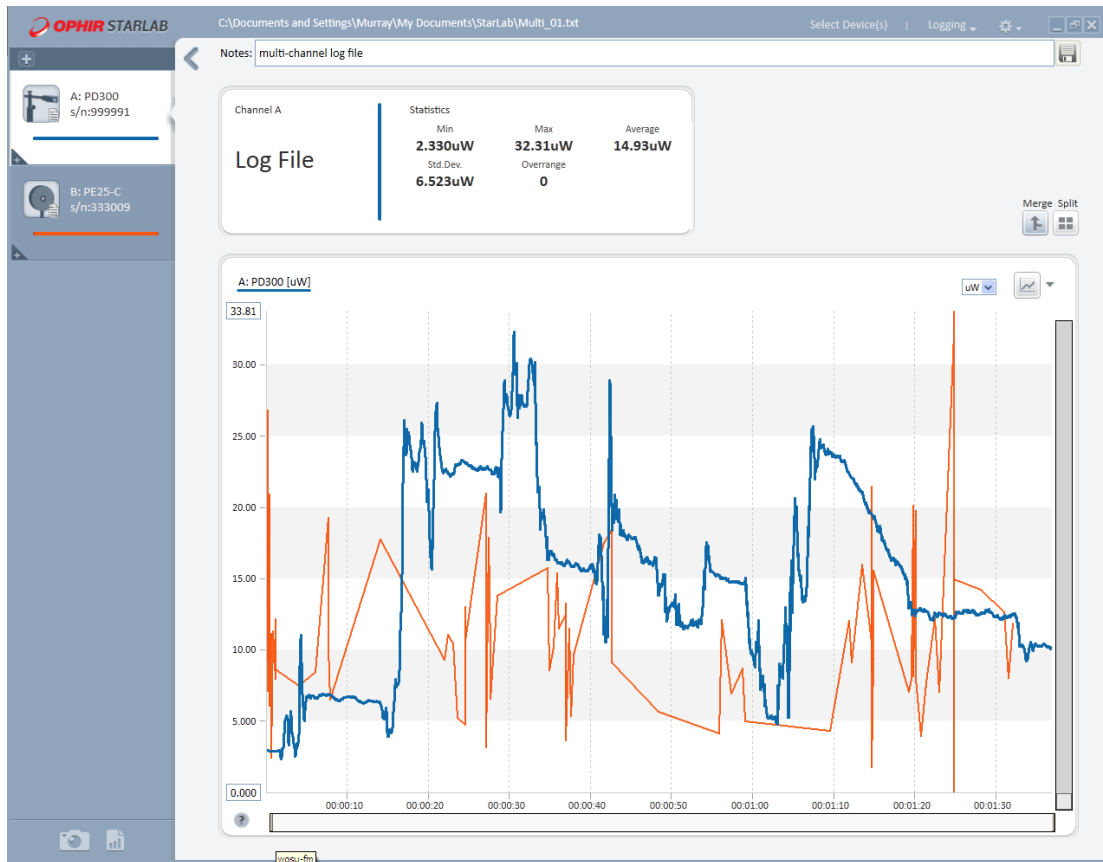 OPHIR STARLAB
C:\Documents and Settings\Murray\My Documents\StarLab\Multi_01.txt
Select Device(s) | Logging
Notes: multi-channel log file
A: PD300
s/n:999991
B: PE25-C
s/n:333009
Channel A
Log File
Statistics
Min Max Average
2.330uW 32.31uW 14.93uW
Std.Dev. Overrange
6.523uW 0
Merge Split
A: PD300 [uW]
uW
33.81
30.00
25.00
20.00
15.00
10.00
5.000
0.000
00:00:10 00:00:20 00:00:30 00:00:40 00:00:50 00:01:00 00:01:10 00:01:20 00:01:30
?
wosu-fm